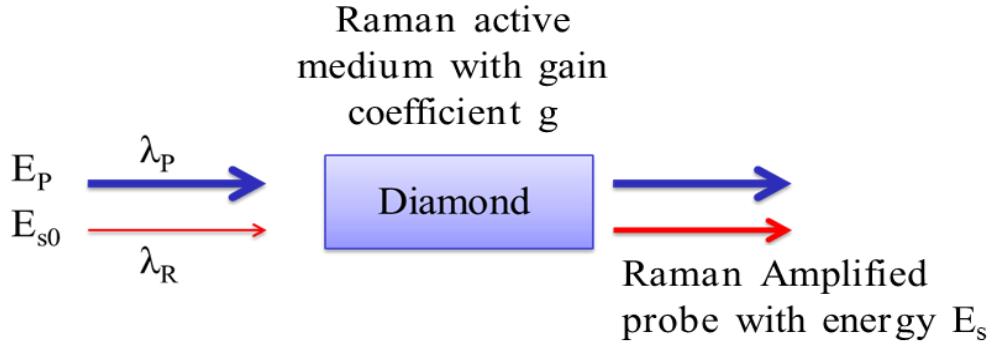 Raman active
medium with gain
coefficient g
E_P
λ_P
Diamond
E_s0
λ_R
Raman Amplified
probe with energy E_s